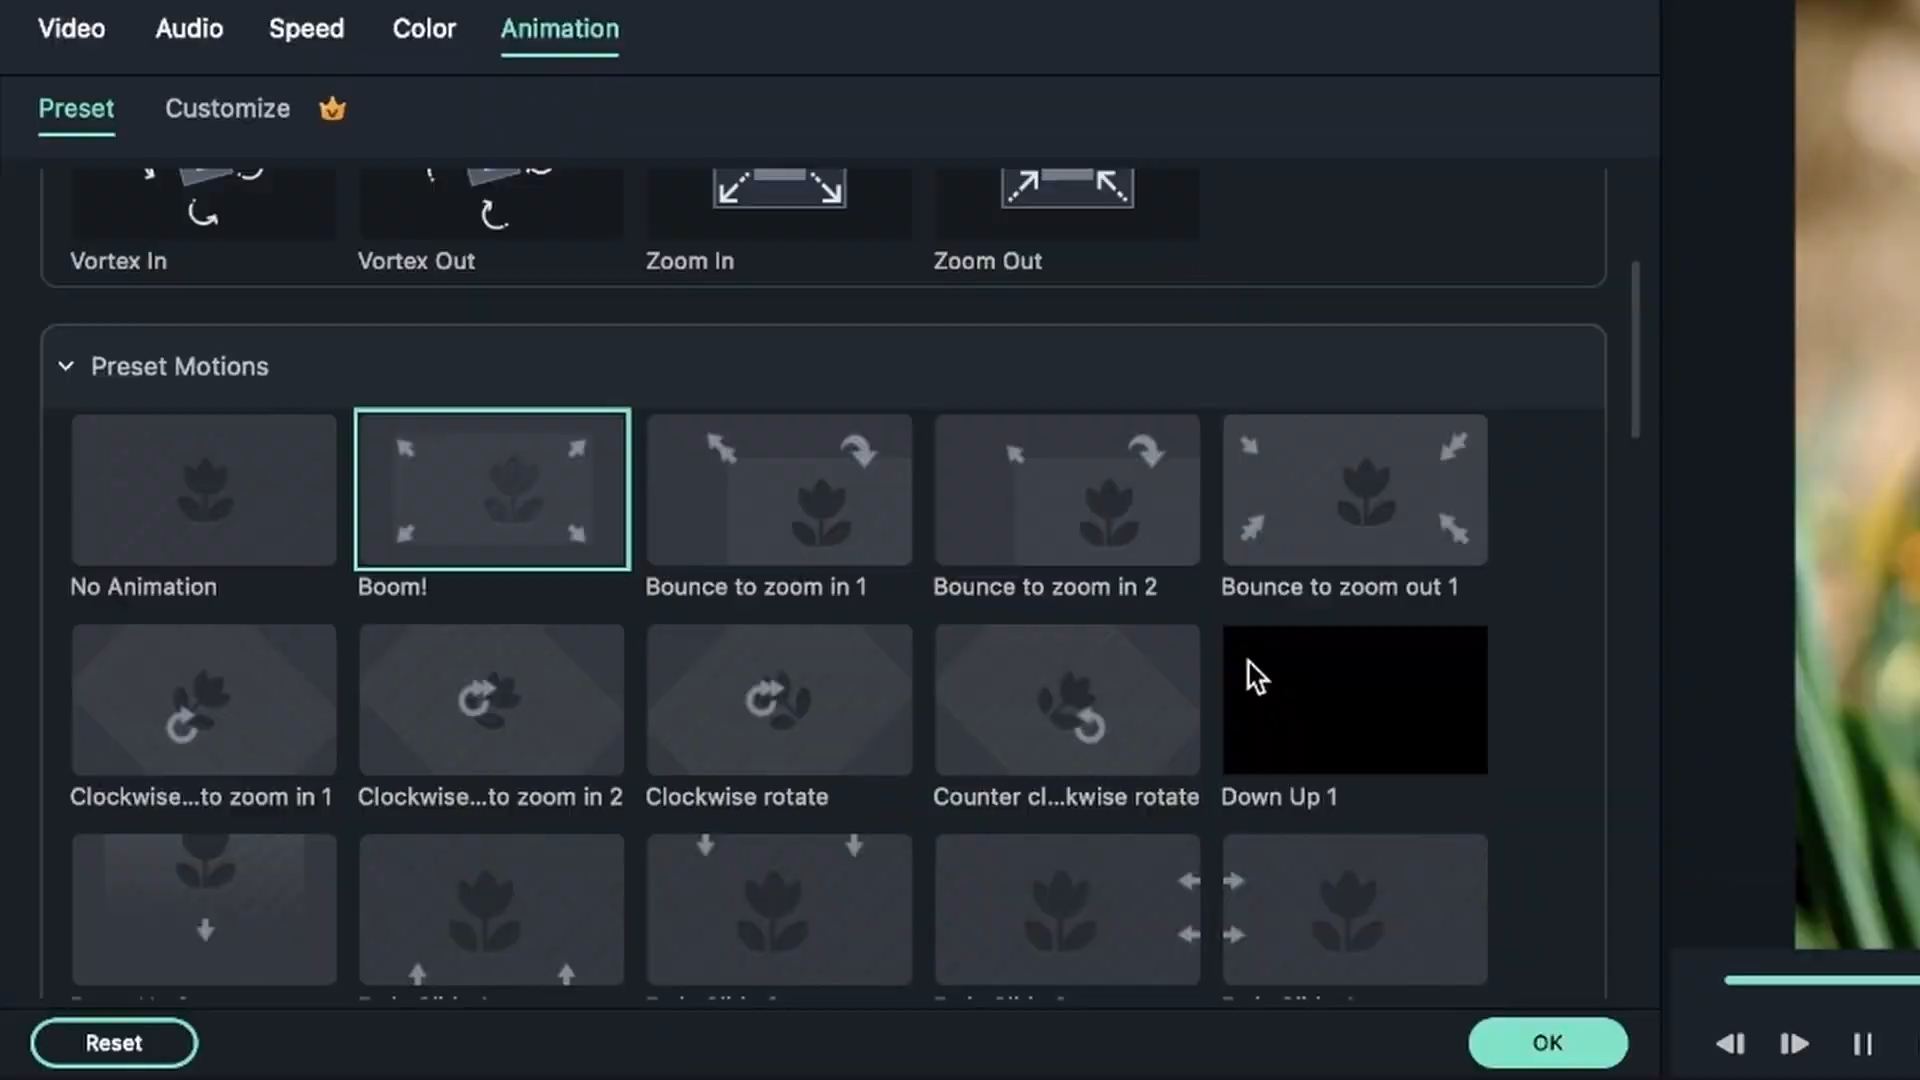 Video Audio Speed Color Animation
Preset Customize
Vortex In Vortex Out Zoom In Zoom Out
Preset Motions
No Animation Boom! Bounce to zoom in 1 Bounce to zoom in 2 Bounce to zoom out 1
Clockwise...to zoom in 1 Clockwise...to zoom in 2 Clockwise rotate Counter cl...kwise rotate Down Up 1
Reset OK